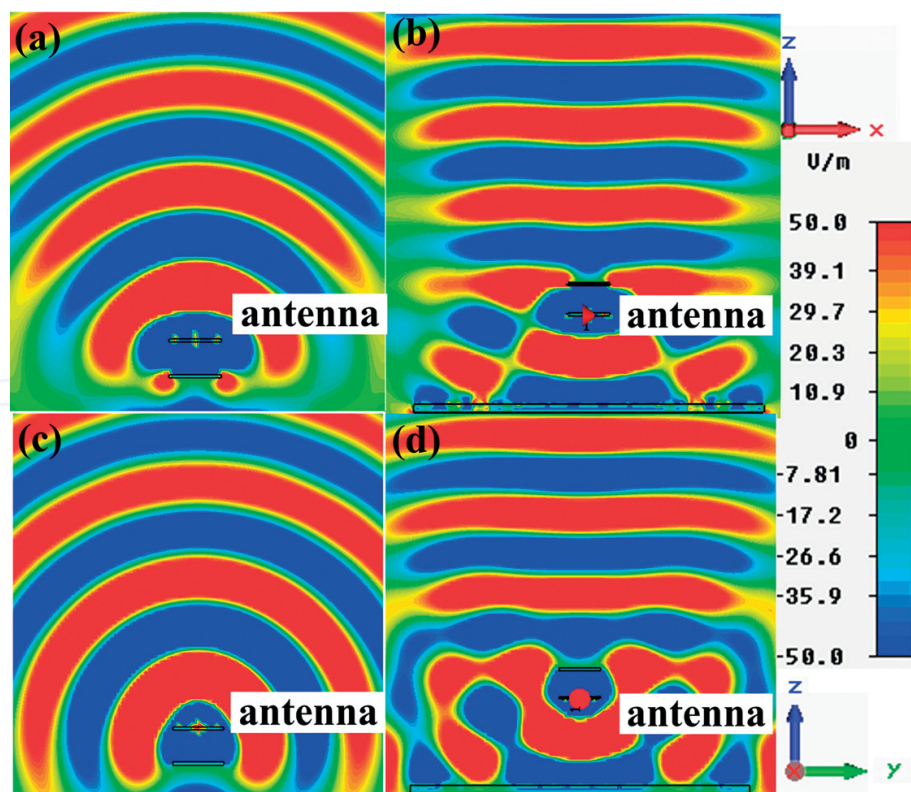 (a)
antenna
(b)
antenna
Z
X
V/m
50.0
39.1
29.7
20.3
10.9
0
-7.81
-17.2
-26.6
-35.9
-50.0
(c)
antenna
(d)
antenna
Z
X
y